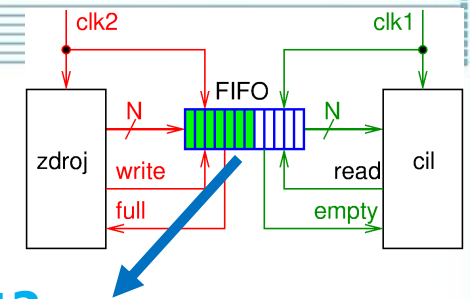 clk2
clk1
FIFO
N
N
zdroj
cil
write
read
full
empty